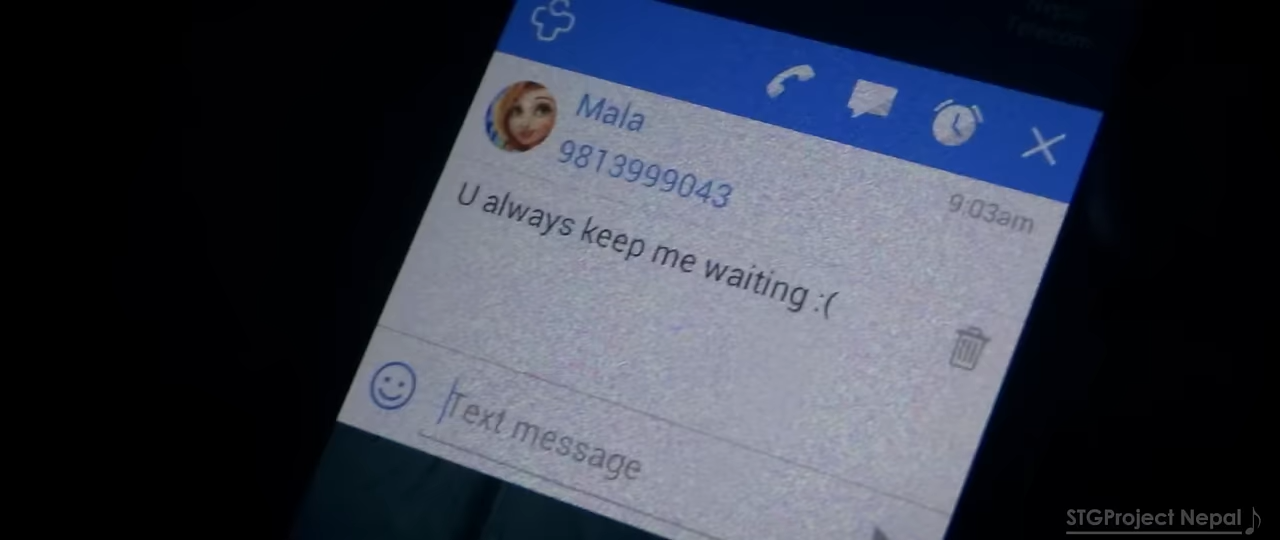 Mala
9813999043
9:03am
U always keep me waiting :(
Text message
STGProject Nepal